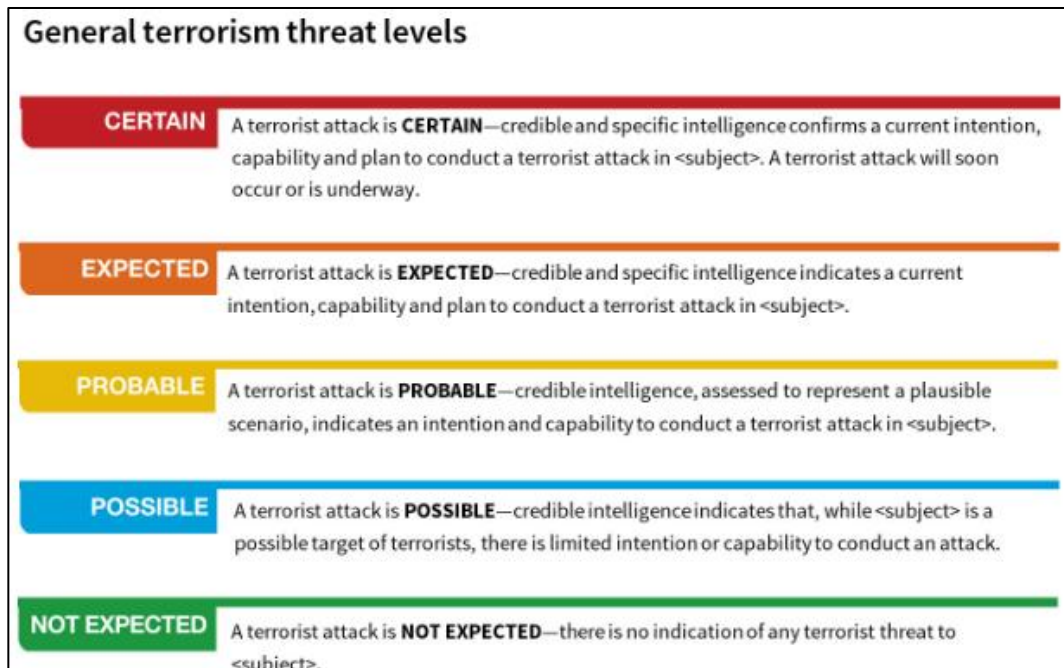 General terrorism threat levels
CERTAIN
A terrorist attack is CERTAIN—credible and specific intelligence confirms a current intention,
capability and plan to conduct a terrorist attack in <subject>. A terrorist attack will soon
occur or is underway.
EXPECTED
A terrorist attack is EXPECTED—credible and specific intelligence indicates a current
intention, capability and plan to conduct a terrorist attack in <subject>.
PROBABLE
A terrorist attack is PROBABLE—credible intelligence, assessed to represent a plausible
scenario, indicates an intention and capability to conduct a terrorist attack in <subject>.
POSSIBLE
A terrorist attack is POSSIBLE—credible intelligence indicates that, while <subject> is a
possible target of terrorists, there is limited intention or capability to conduct an attack.
NOT EXPECTED
A terrorist attack is NOT EXPECTED—there is no indication of any terrorist threat to
<subject>.